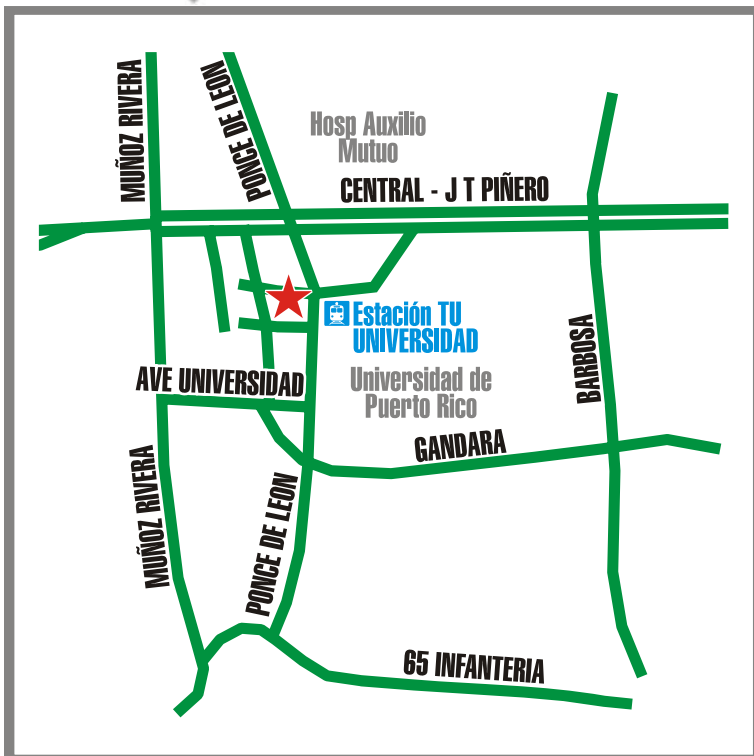 MUÑOZ RIVERA
PONCE DE LEON
Hosp Auxilio
Mutuo
CENTRAL - J T PIÑERO
Estación TU
UNIVERSIDAD
BARBOSA
AVE UNIVERSIDAD
Universidad de
Puerto Rico
GANDARA
MUÑOZ RIVERA
PONCE DE LEON
65 INFANTERIA